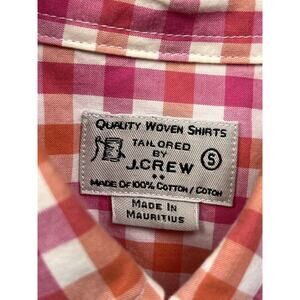 QUALITY WOVEN SHIRTS
TAILORED
BY
J.CREW
S
MADE OF 100% COTTON / COTON
MADE IN
MAURITIUS